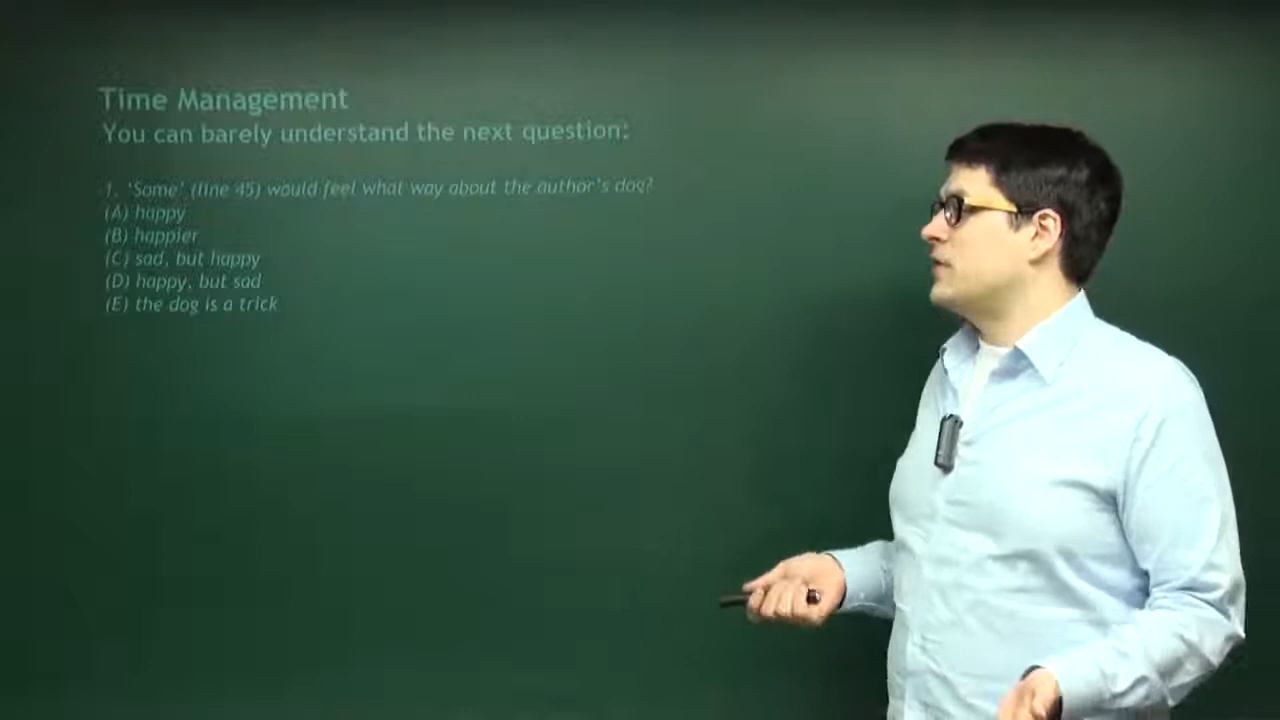 Time Management
You can barely understand the next question:
1. 'Some' (line 45) would feel what way about the author's dog?
(A) happy
(B) happier
(C) sad, but happy
(D) happy, but sad
(E) the dog is a trick